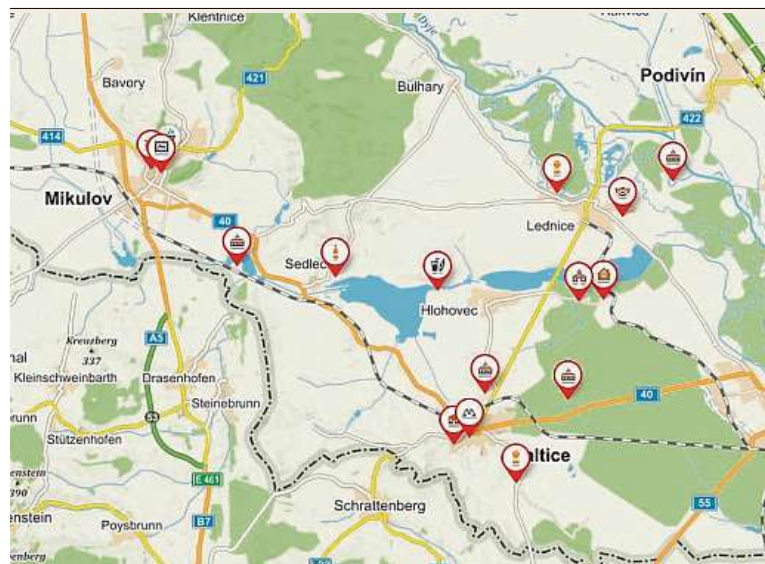 Klentnice
Dyje
Bavory
421
Bulhary
Podivín
422
414
Mikulov
40
Lednice
Sedlec
Hlohovec
Kreuzberg
337
A5
Kleinschweinbarth
Drasenhofen
40
Steinebrunn
53
Stützenhofen
E 461
55
Schrattenberg
B7
Poysbrunn